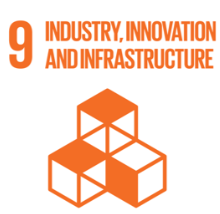 9 INDUSTRY, INNOVATION
AND INFRASTRUCTURE